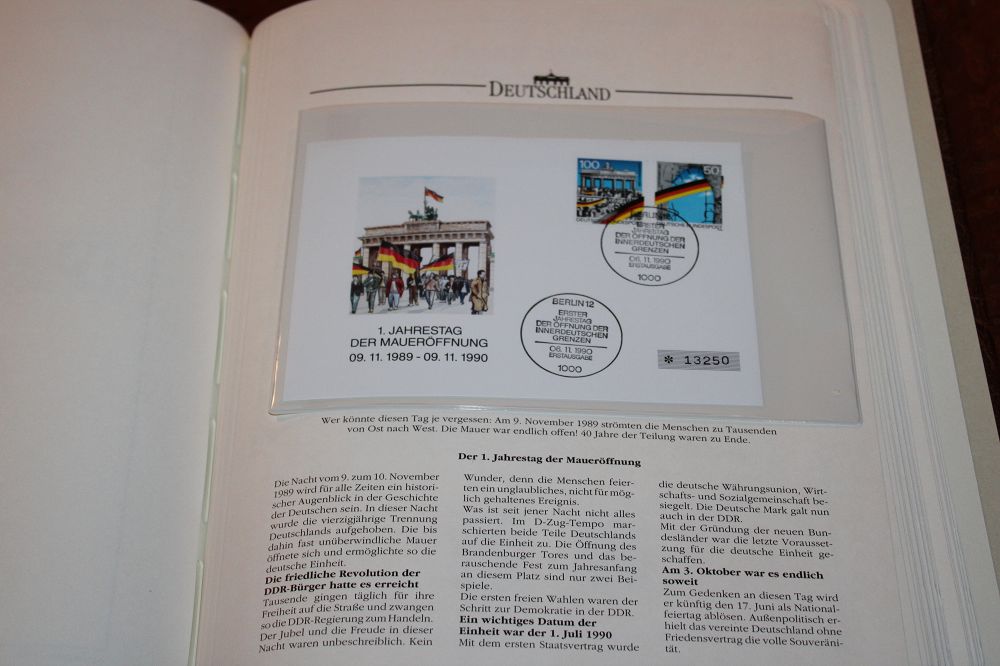 DEUTSCHLAND
100 1.
50
DEUTSCHE BUNDESPOST
BERLIN 12
ERSTER
JAHRESTAG
DER ÖFFNUNG DER
INNERDEUTSCHEN
GRENZEN
06.11.1990
ERSTAUSGABE
1000
BERLIN 12
ERSTER
JAHRESTAG
DER ÖFFNUNG DER
INNERDEUTSCHEN
GRENZEN
06.11.1990
ERSTAUSGABE
1000
1. JAHRESTAG
DER MAUERÖFFNUNG
09. 11. 1989 - 09. 11. 1990
* 13250
Wer könnte diesen Tag je vergessen: Am 9. November 1989 strömten die Menschen zu Tausenden
von Ost nach West. Die Mauer war endlich offen! 40 Jahre der Teilung waren zu Ende.
Der 1. Jahrestag der Maueröffnung
Die Nacht vom 9. zum 10. November
1989 wird für alle Zeiten ein histori-
scher Augenblick in der Geschichte
der Deutschen sein. In dieser Nacht
wurde die vierzigjährige Trennung
Deutschlands aufgehoben. Die bis
dahin fast unüberwindliche Mauer
öffnete sich und ermöglichte so die
deutsche Einheit.
Die friedliche Revolution der
DDR-Bürger hatte es erreicht
Tausende gingen täglich für ihre
Freiheit auf die Straße und zwangen
so die DDR-Regierung zum Handeln.
Der Jubel und die Freude in dieser
Nacht waren unbeschreiblich. Kein
Wunder, denn die Menschen feier-
ten ein unglaubliches, nicht für mög-
lich gehaltenes Ereignis.
Was ist seit jener Nacht nicht alles
passiert. Im D-Zug-Tempo mar-
schierten beide Teile Deutschlands
auf die Einheit zu. Die Öffnung des
Brandenburger Tores und das be-
rauschende Fest zum Jahresanfang
an diesem Platz sind nur zwei Bei-
spiele.
Die ersten freien Wahlen waren der
Schritt zur Demokratie in der DDR.
Ein wichtiges Datum der
Einheit war der 1. Juli 1990
Mit dem ersten Staatsvertrag wurde
die deutsche Währungsunion, Wirt-
schafts- und Sozialgemeinschaft be-
siegelt. Die Deutsche Mark galt nun
auch in der DDR.
Mit der Gründung der neuen Bun-
desländer war die letzte Vorausset-
zung für die deutsche Einheit ge-
schaffen.
Am 3. Oktober war es endlich
soweit
Zum Gedenken an diesen Tag wird
er künftig den 17. Juni als National-
feiertag ablösen. Außenpolitisch er-
hielt das vereinte Deutschland ohne
Friedensvertrag die volle Souveräni-
tät.